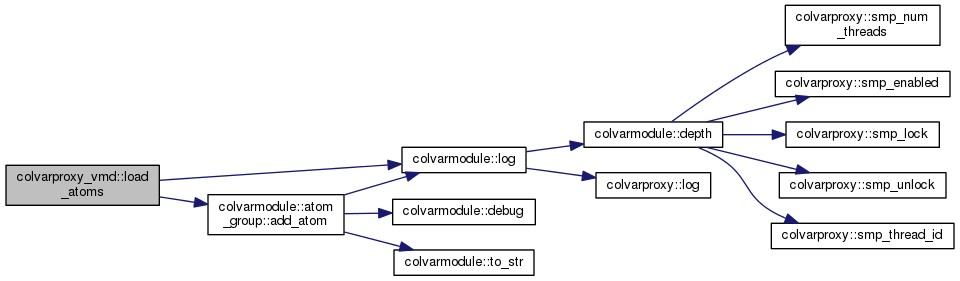 colvarproxy_vmd::load
_atoms
colvarmodule::atom
_group::add_atom
colvarmodule::log
colvarmodule::debug
colvarmodule::to_str
colvarmodule::depth
colvarproxy::log
colvarproxy::smp_num
_threads
colvarproxy::smp_enabled
colvarproxy::smp_lock
colvarproxy::smp_unlock
colvarproxy::smp_thread_id